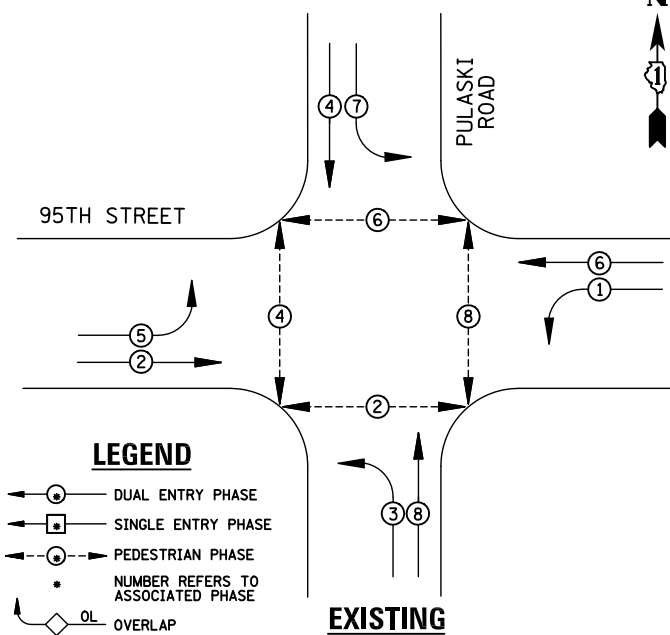 N
1
4
7
PULASKI
ROAD
95TH STREET
6
6
1
4
8
5
2
2
3
8
LEGEND
* DUAL ENTRY PHASE
* SINGLE ENTRY PHASE
* PEDESTRIAN PHASE
* NUMBER REFERS TO
ASSOCIATED PHASE
OL OVERLAP
EXISTING